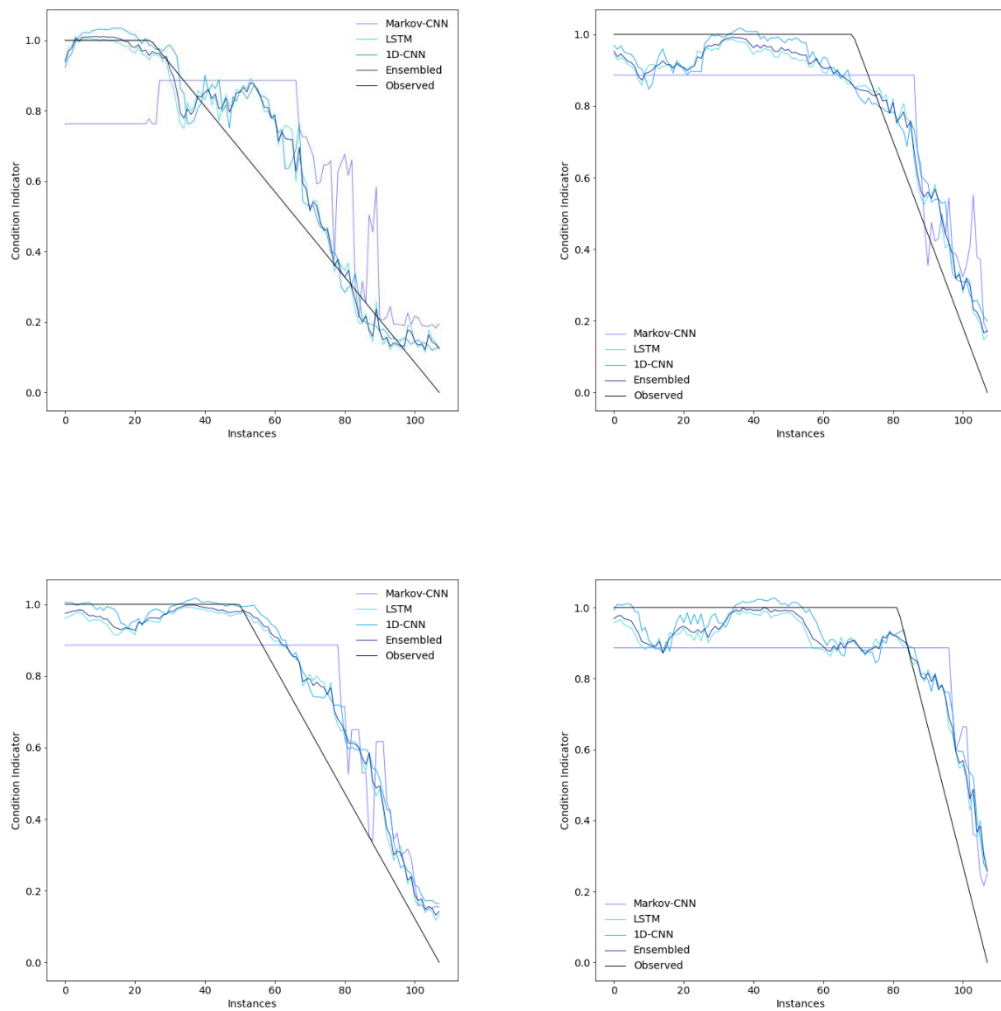 Markov-CNN
LSTM
1D-CNN
Ensembled
Observed
1.0
0.8
0.6
0.4
0.2
0.0
Condition Indicator
0 20 40 60 80 100
Instances
1.0
0.8
0.6
0.4
0.2
0.0
Condition Indicator
Markov-CNN
LSTM
1D-CNN
Ensembled
Observed
0 20 40 60 80 100
Instances
Markov-CNN
LSTM
1D-CNN
Ensembled
Observed
1.0
0.8
0.6
0.4
0.2
0.0
Condition Indicator
0 20 40 60 80 100
Instances
1.0
0.8
0.6
0.4
0.2
0.0
Condition Indicator
Markov-CNN
LSTM
1D-CNN
Ensembled
Observed
0 20 40 60 80 100
Instances